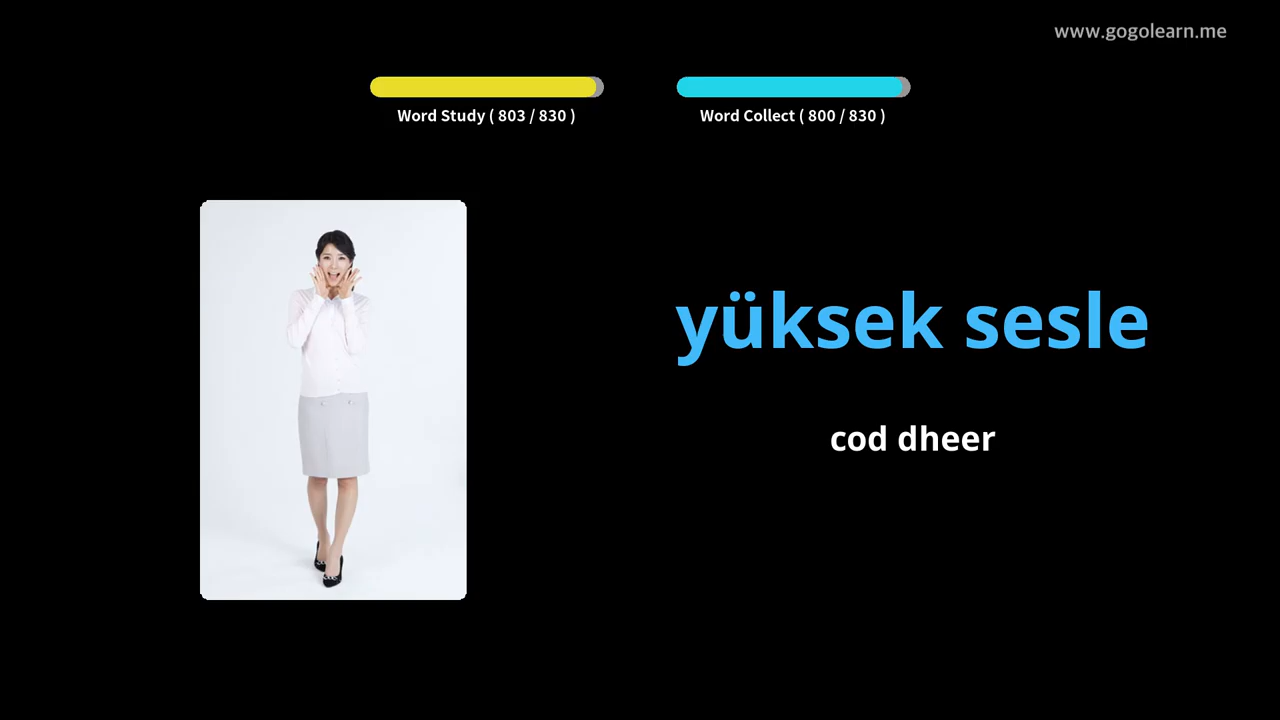 www.gogolearn.me
Word Study ( 803 / 830 )
Word Collect ( 800 / 830 )
yüksek sesle
cod dheer